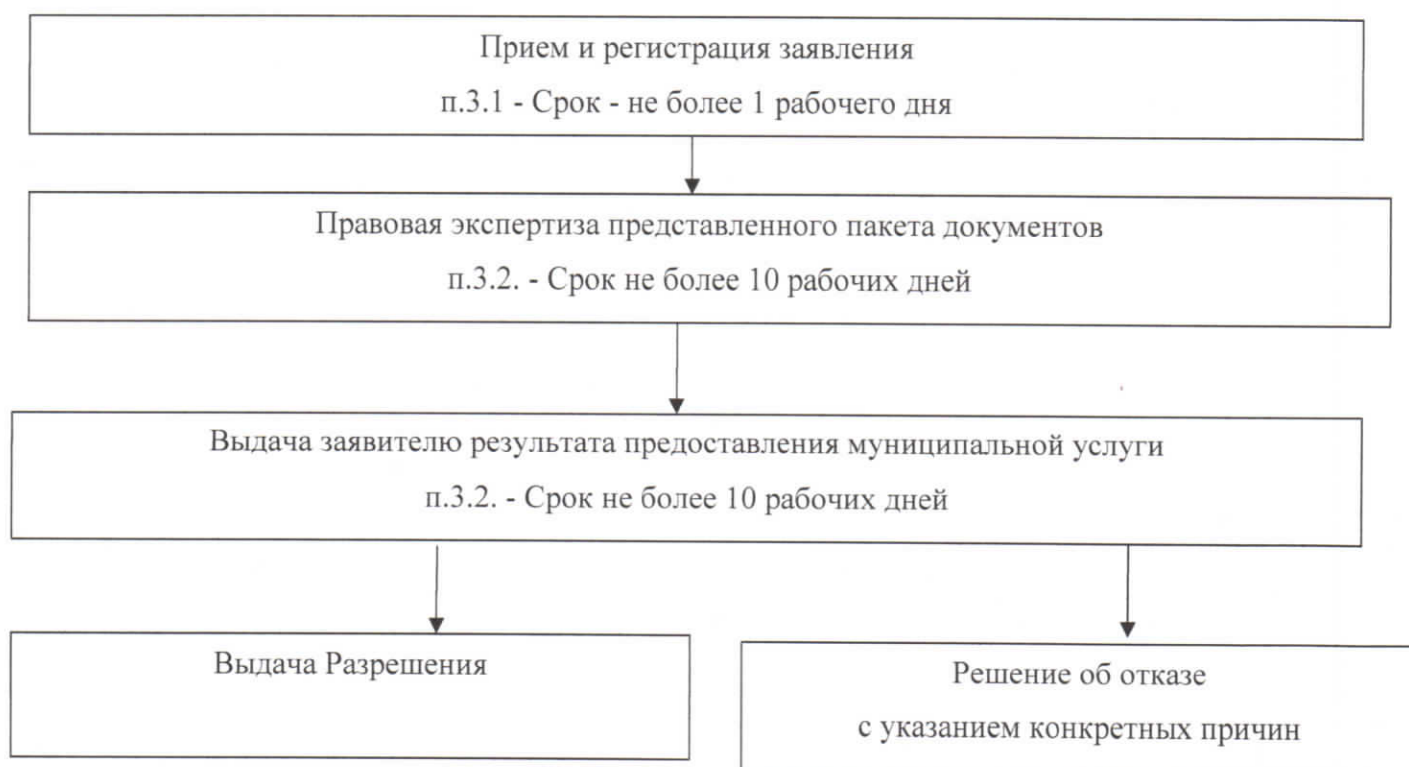 Прием и регистрация заявления
п.3.1 - Срок - не более 1 рабочего дня
Правовая экспертиза представленного пакета документов
п.3.2. - Срок не более 10 рабочих дней
Выдача заявителю результата предоставления муниципальной услуги
п.3.2. - Срок не более 10 рабочих дней
Выдача Разрешения
Решение об отказе
с указанием конкретных причин